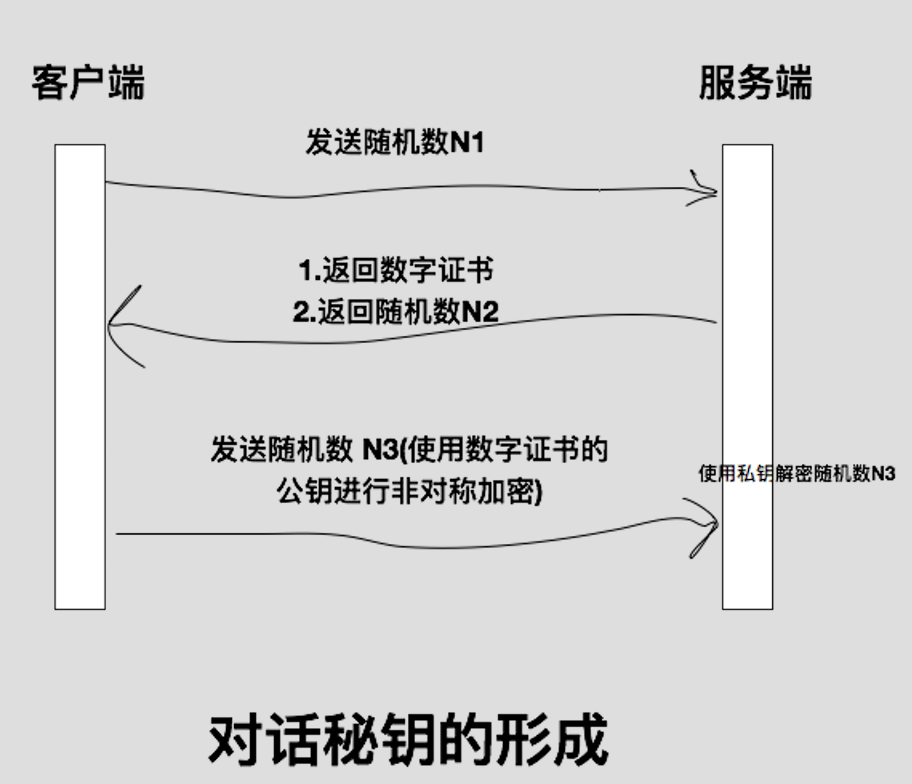 客户端
服务端
发送随机数N1
1.返回数字证书
2.返回随机数N2
发送随机数 N3(使用数字证书的
公钥进行非对称加密)
使用私钥解密随机数N3
对话秘钥的形成